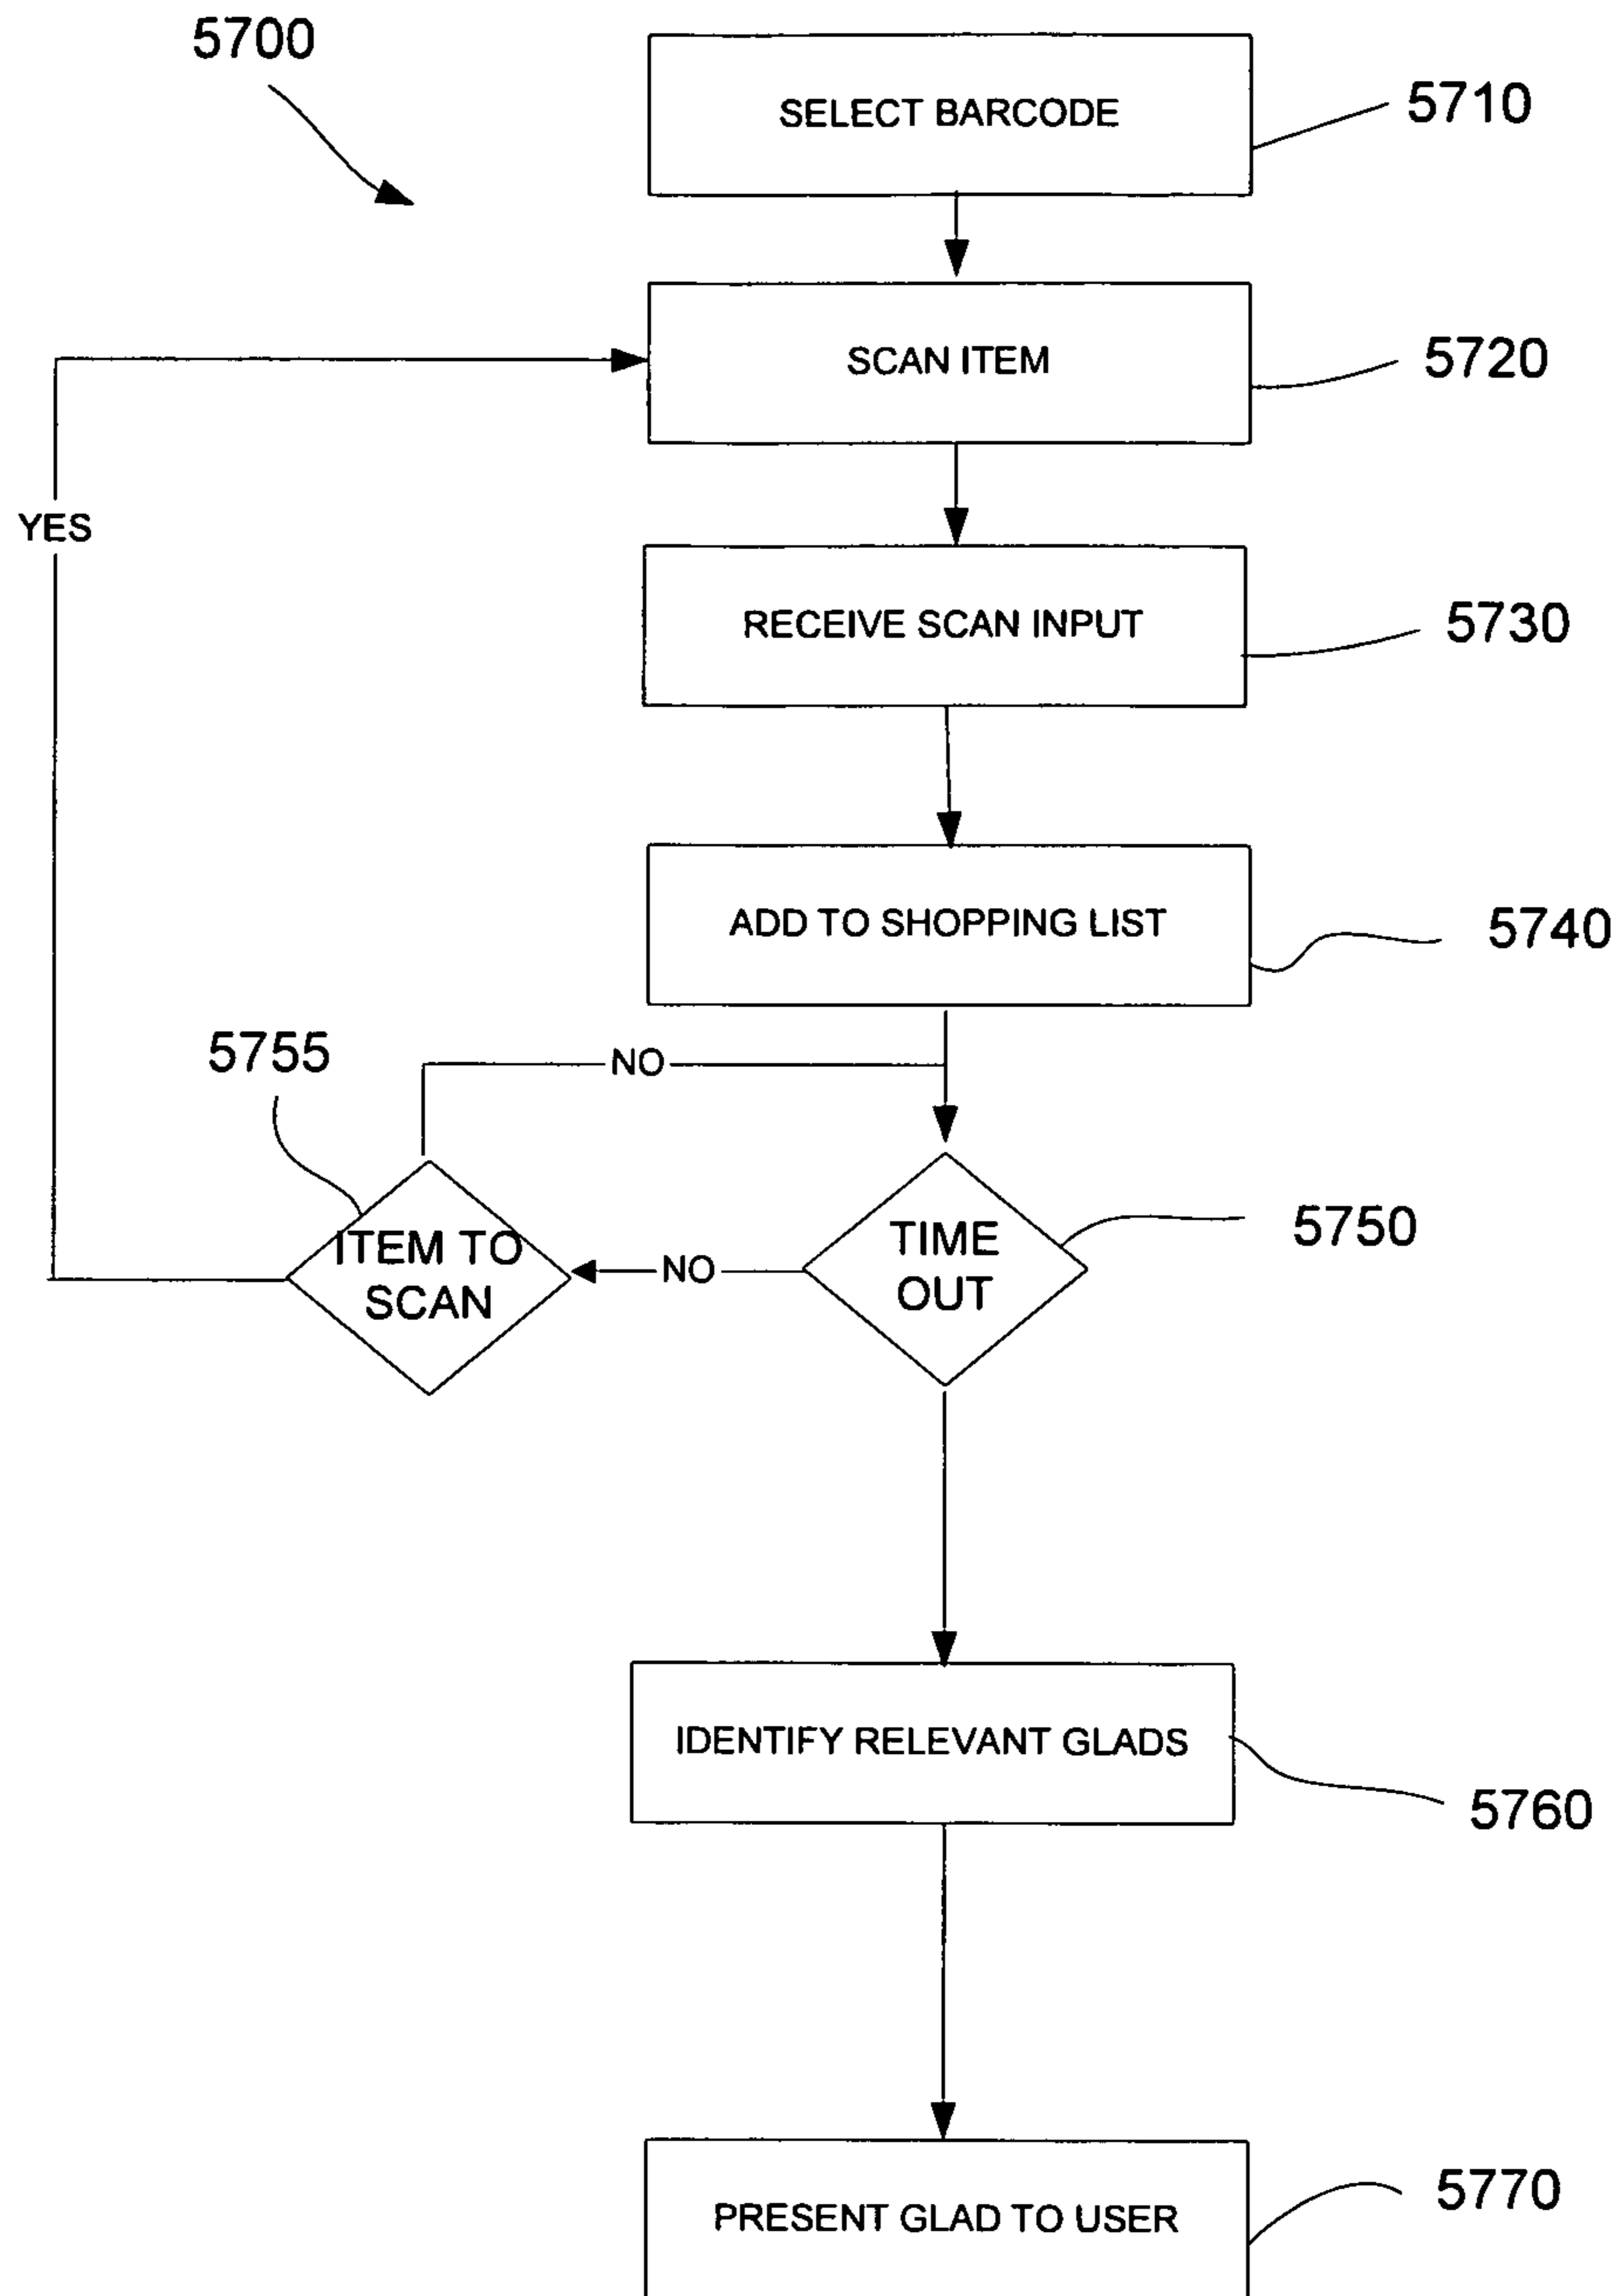 5700
SELECT BARCODE
5710
SCAN ITEM
5720
YES
RECEIVE SCAN INPUT
5730
ADD TO SHOPPING LIST
5740
5755
NO
ITEM TO
SCAN
NO
TIME
OUT
5750
IDENTIFY RELEVANT GLADS
5760
PRESENT GLAD TO USER
5770